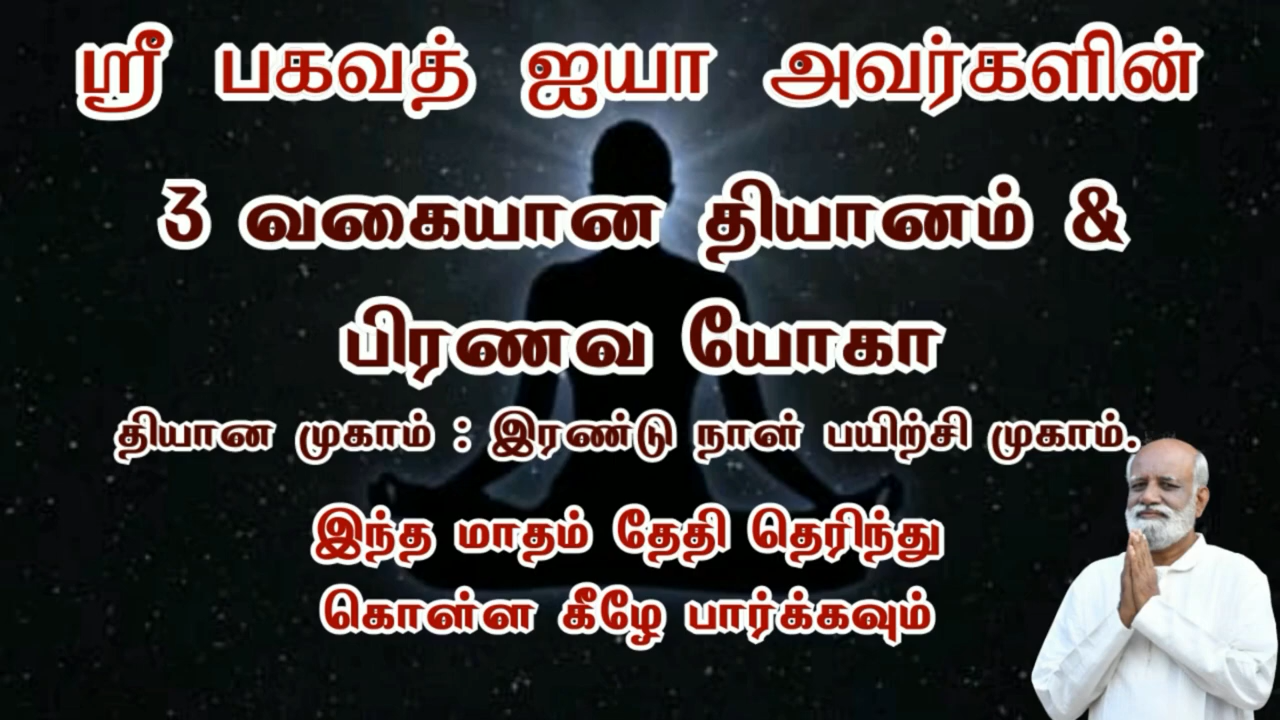 ஸ்ரீ பகவத் ஐயா அவர்களின்
3 வகையான தியானம் &
பிரணவ யோகா
தியான முகாம் : இரண்டு நாள் பயிற்சி முகாம்.
இந்த மாதம் தேதி தெரிந்து
கொள்ள கீழே பார்க்கவும்